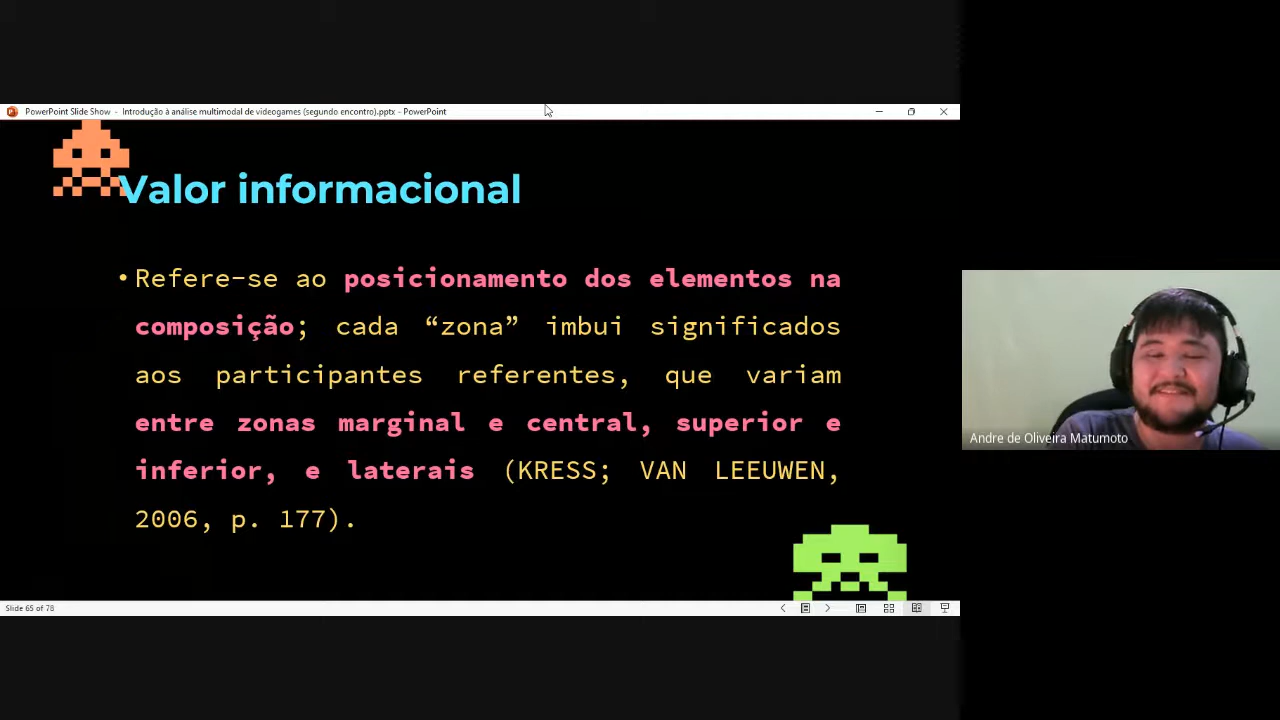 PowerPoint Slide Show - Introdução à análise multimodal de videogames (segundo encontro).pptx - PowerPoint
Valor informacional
• Refere-se ao posicionamento dos elementos na
composição; cada “zona” imbui significados
aos participantes referentes, que variam
entre zonas marginal e central, superior e
inferior, e laterais (KRESS; VAN LEEUWEN,
2006, p. 177).
Andre de Oliveira Matumoto
Slide 65 of 78